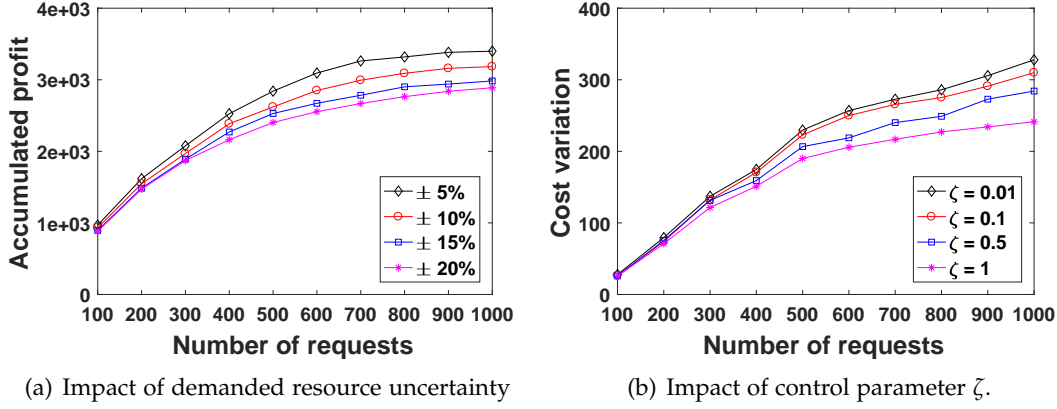 4e+03
3e+03
2e+03
1e+03
0
Accumulated profit
100 200 300 400 500 600 700 800 900 1000
Number of requests
± 5%
± 10%
± 15%
± 20%
(a) Impact of demanded resource uncertainty
400
300
200
100
0
Cost variation
100 200 300 400 500 600 700 800 900 1000
Number of requests
ζ = 0.01
ζ = 0.1
ζ = 0.5
ζ = 1
(b) Impact of control parameter ζ.